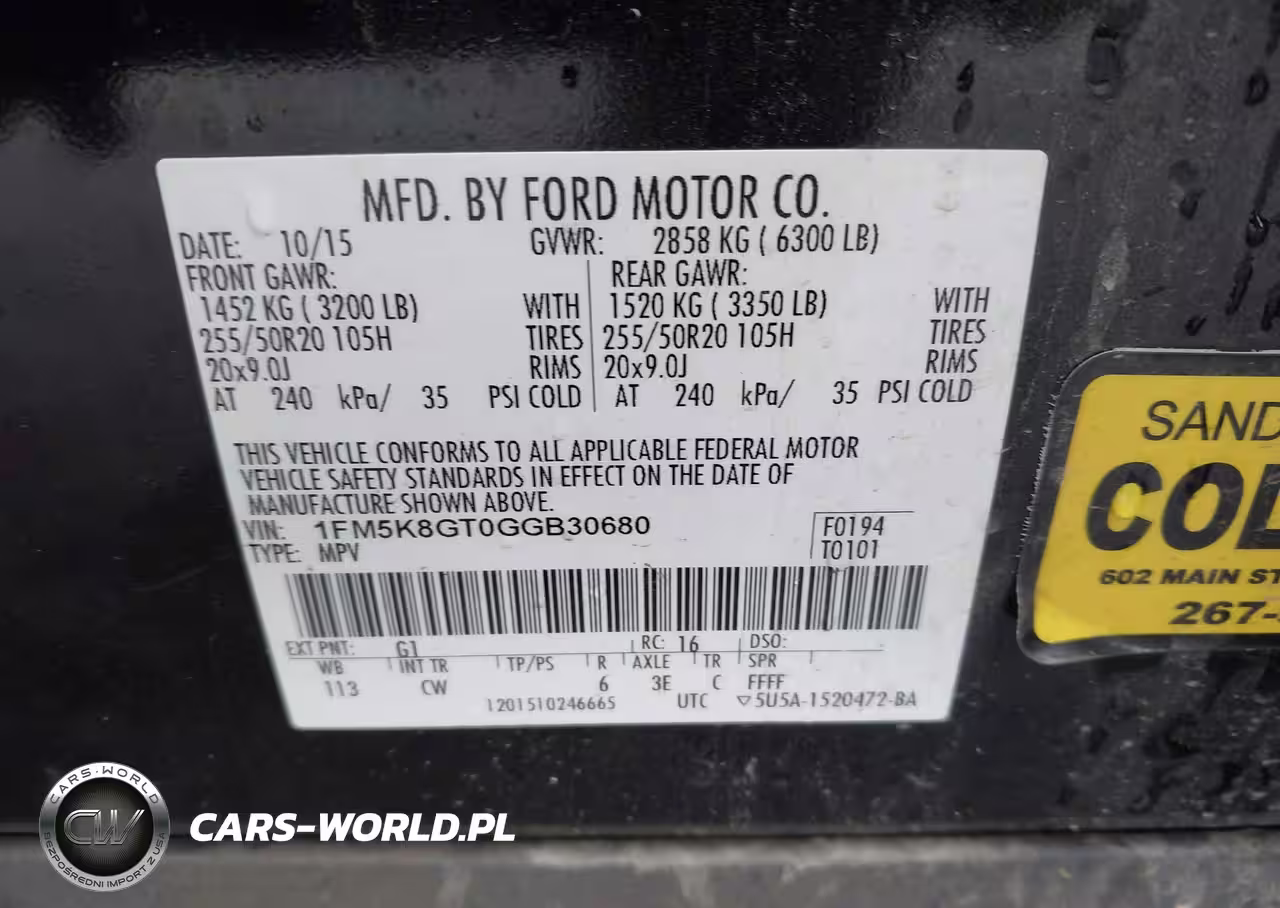 MFD. BY FORD MOTOR CO.
DATE: 10/15 GVWR: 2858 KG ( 6300 LB)
FRONT GAWR: REAR GAWR:
1452 KG ( 3200 LB) WITH 1520 KG ( 3350 LB) WITH
255/50R20 105H TIRES 255/50R20 105H TIRES
20x9.0J RIMS 20x9.0J RIMS
AT 240 kPa/ 35 PSI COLD AT 240 kPa/ 35 PSI COLD
THIS VEHICLE CONFORMS TO ALL APPLICABLE FEDERAL MOTOR
VEHICLE SAFETY STANDARDS IN EFFECT ON THE DATE OF
MANUFACTURE SHOWN ABOVE.
VIN: 1FM5K8GT0GGB30680 F0194
TYPE: MPV T0101
EXT PNT: G1 RC: 16 DSO:
WB INT TR TP/PS R AXLE TR SPR
113 CW 6 3E C FFFF
1201510246665 UTC ▽5U5A-1520472-BA
SAND
COL
602 MAIN ST
267-
CARS-WORLD
CW
BEZPOŚREDNI IMPORT Z USA
CARS-WORLD.PL